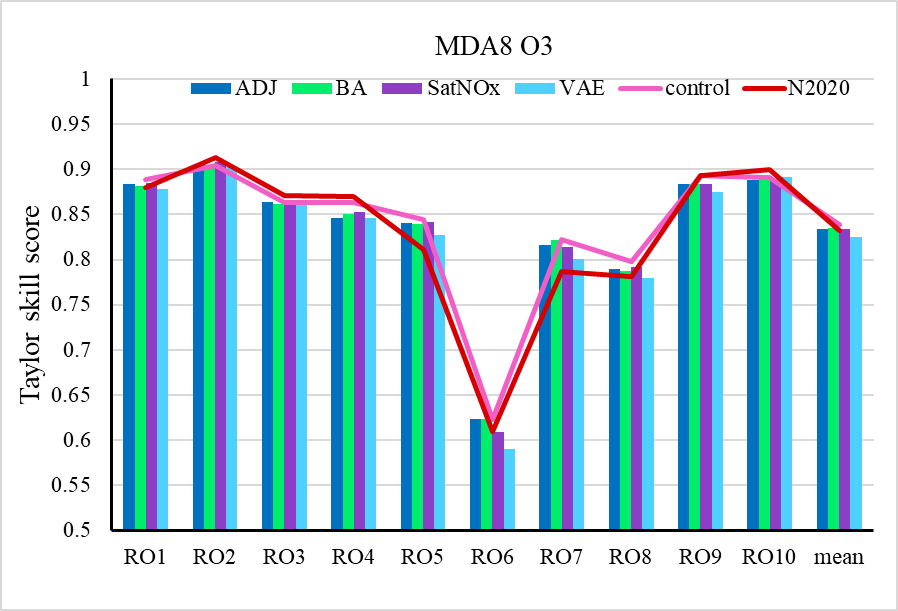 MDA8 O3
ADJ BA SatNOx VAE control N2020
Taylor skill score
1
0.95
0.9
0.85
0.8
0.75
0.7
0.65
0.6
0.55
0.5
RO1 RO2 RO3 RO4 RO5 RO6 RO7 RO8 RO9 RO10 mean